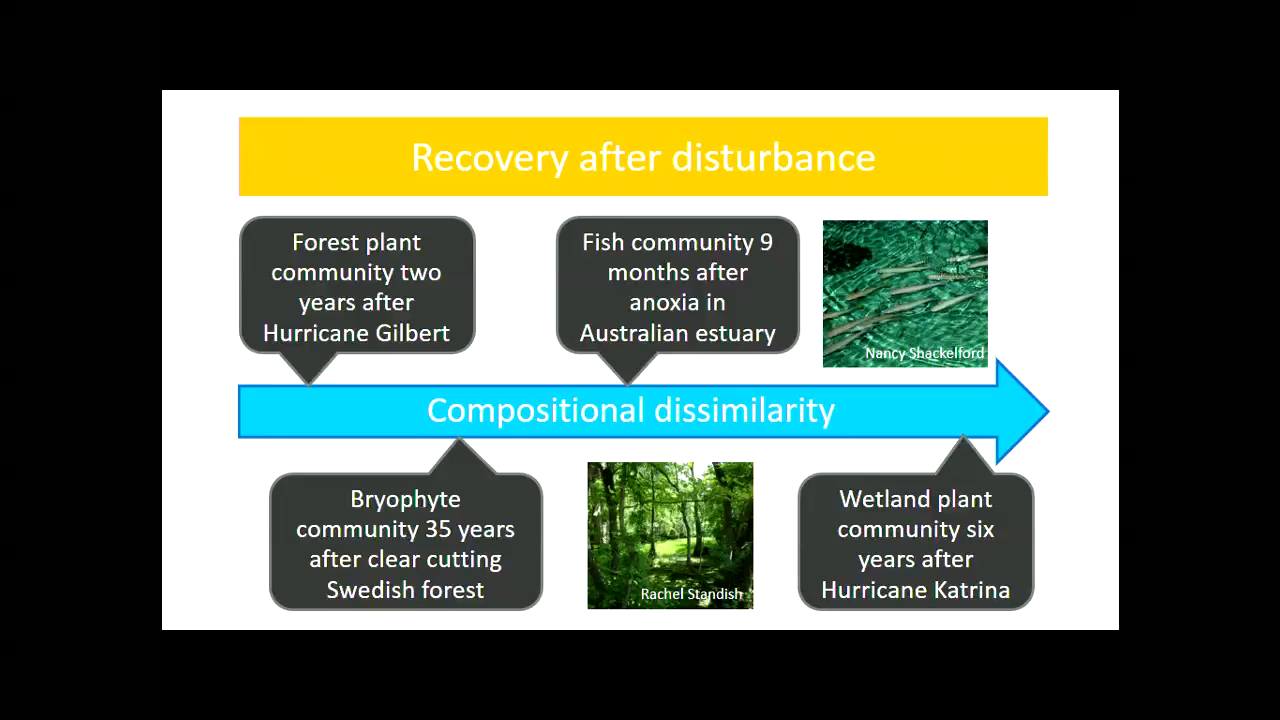 Recovery after disturbance
Forest plant
community two
years after
Hurricane Gilbert
Fish community 9
months after
anoxia in
Australian estuary
Nancy Shackelford
Compositional dissimilarity
Bryophyte
community 35 years
after clear cutting
Swedish forest
Rachel Standish
Wetland plant
community six
years after
Hurricane Katrina